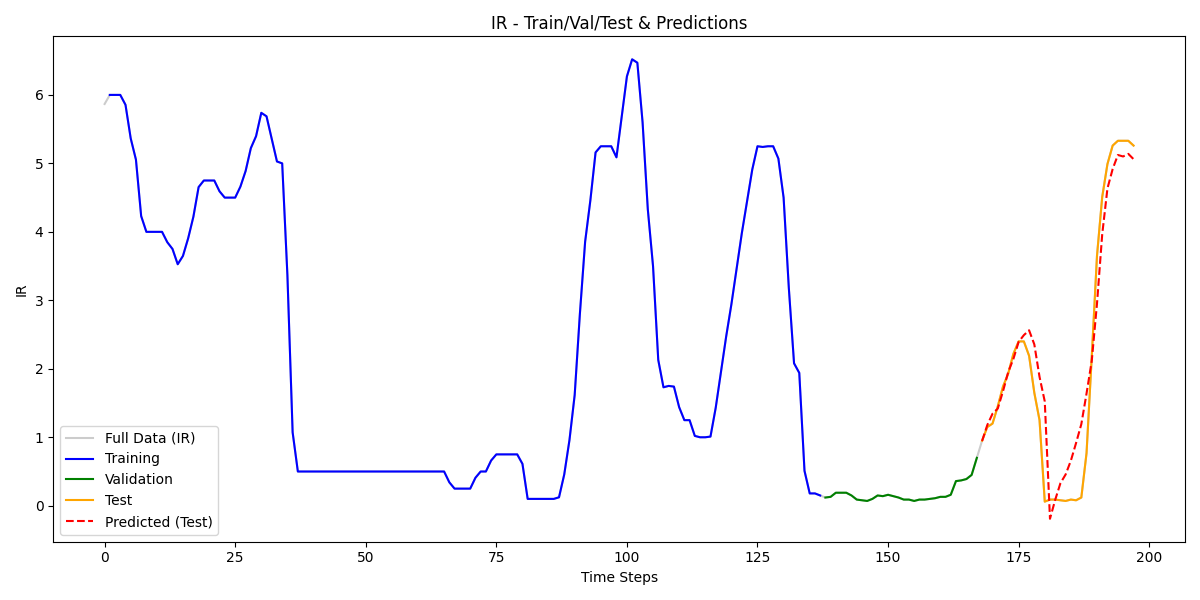 IR - Train/Val/Test & Predictions
IR
6
5
4
3
2
1
0
Full Data (IR)
Training
Validation
Test
Predicted (Test)
0 25 50 75 100 125 150 175 200
Time Steps